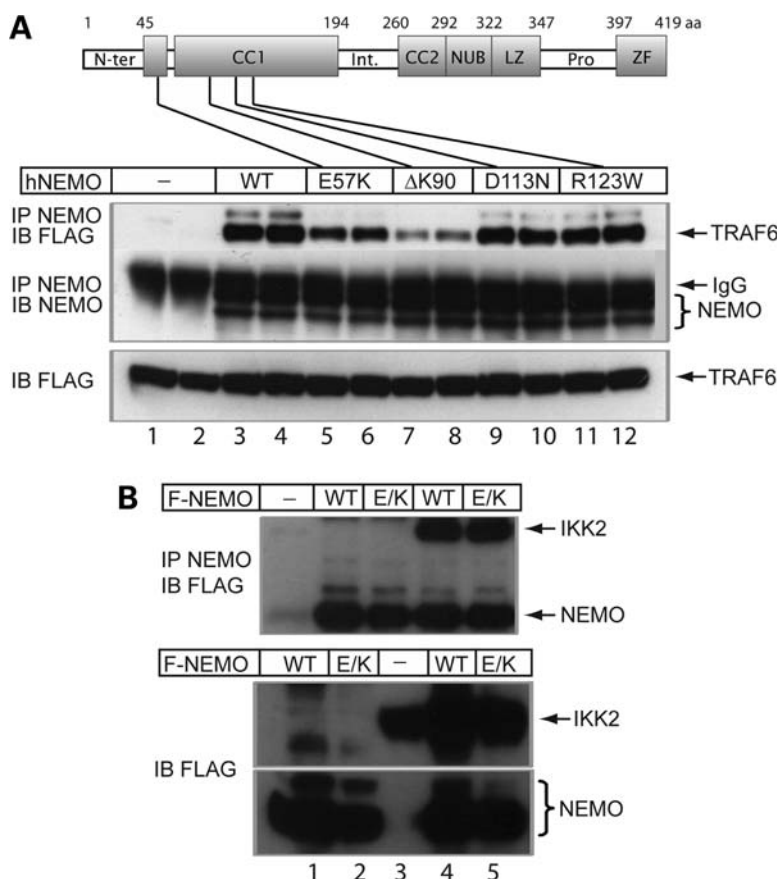 A
1 45 194 260 292 322 347 397 419 aa
N-ter CC1 Int. CC2 NUB LZ Pro ZF
hNEMO – WT E57K ΔK90 D113N R123W
IP NEMO
IB FLAG
TRAF6
IP NEMO
IB NEMO
IgG
NEMO
IB FLAG
TRAF6
1 2 3 4 5 6 7 8 9 10 11 12
B
F-NEMO – WT E/K WT E/K
IKK2
IP NEMO
IB FLAG
NEMO
F-NEMO WT E/K – WT E/K
IKK2
IB FLAG
NEMO
1 2 3 4 5